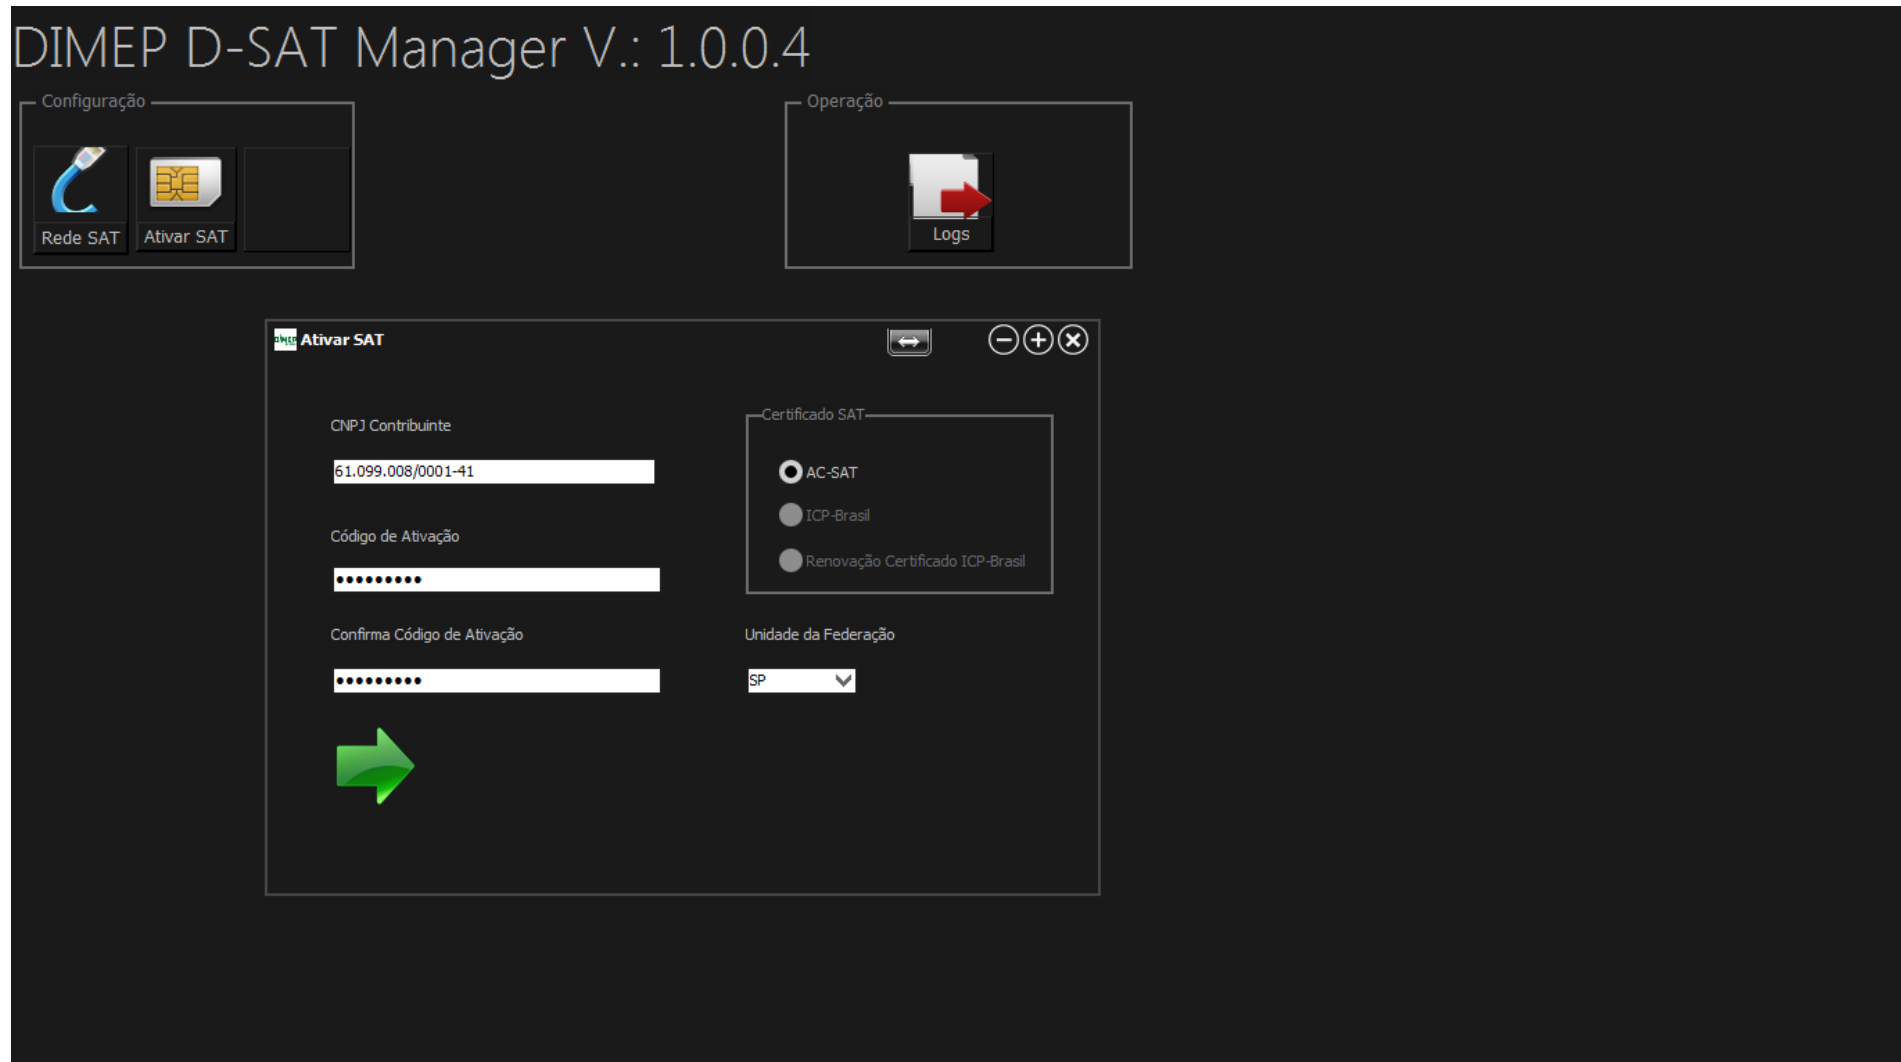 DIMEP D-SAT Manager V.: 1.0.0.4
Configuração
Operação
Rede SAT
Ativar SAT
Logs
Ativar SAT
CNPJ Contribuinte
61.099.008/0001-41
Código de Ativação
•••••••••
Confirma Código de Ativação
•••••••••
Certificado SAT
AC-SAT
ICP-Brasil
Renovação Certificado ICP-Brasil
Unidade da Federação
SP